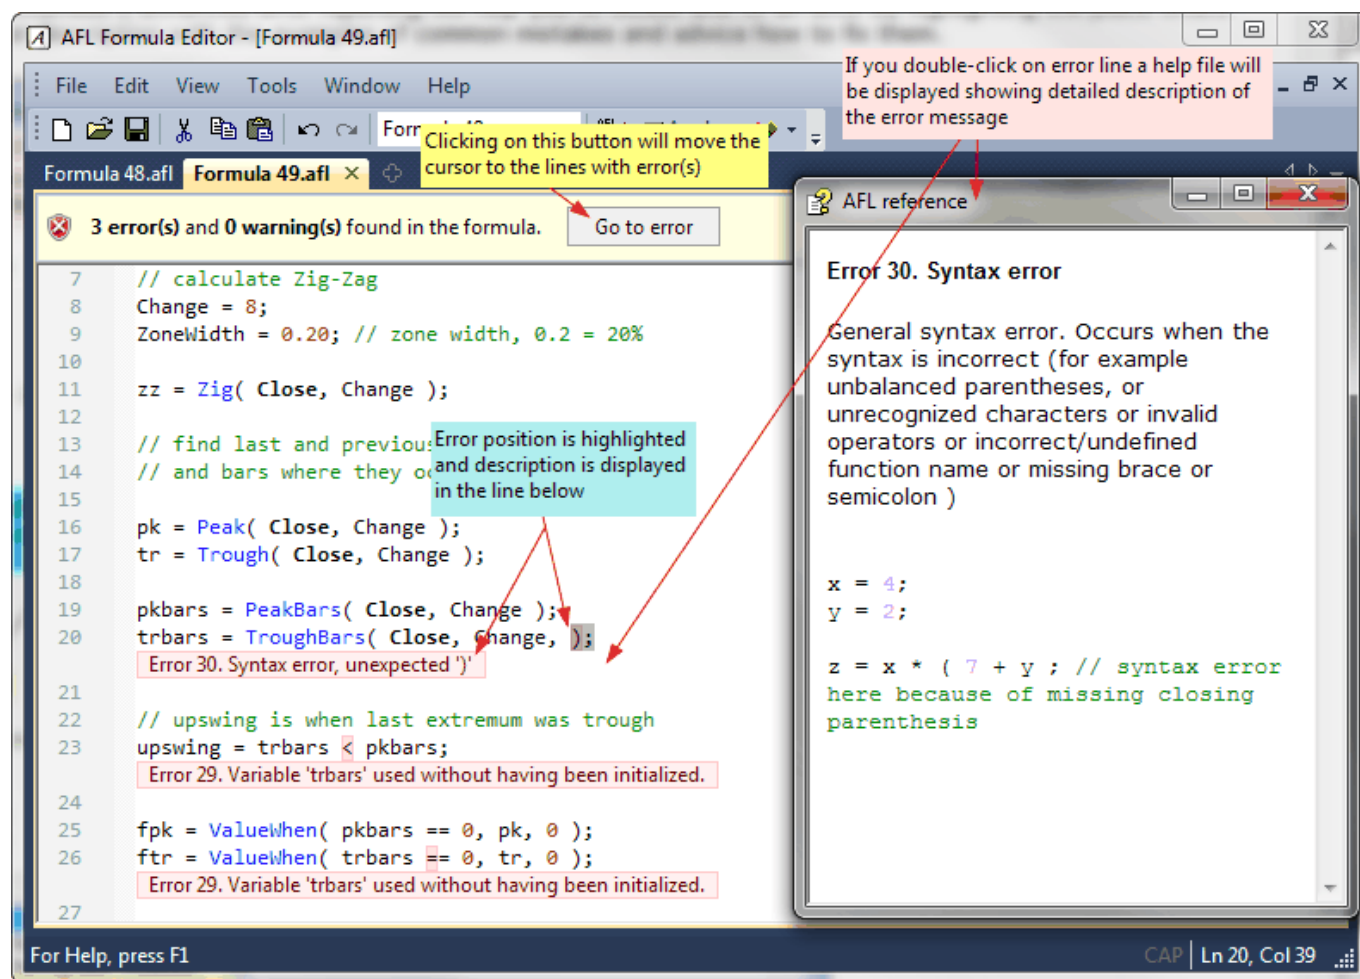 common mistakes and advice how to fix them.
AFL Formula Editor - [Formula 49.afl]
If you double-click on error line a help file will
be displayed showing detailed description of
the error message
File Edit View Tools Window Help
Clicking on this button will move the
cursor to the lines with error(s)
Formula 48.afl Formula 49.afl
AFL reference
3 error(s) and 0 warning(s) found in the formula. Go to error
7 // calculate Zig-Zag
8 Change = 8;
9 ZoneWidth = 0.20; // zone width, 0.2 = 20%
10
11 zz = Zig( Close, Change );
12
13 // find last and previous
14 // and bars where they
15
16 pk = Peak( Close, Change );
17 tr = Trough( Close, Change );
18
19 pkbars = PeakBars( Close, Change );
20 trbars = TroughBars( Close, Change, );
Error 30. Syntax error, unexpected ')'
21
22 // upswing is when last extremum was trough
23 upswing = trbars < pkbars;
Error 29. Variable 'trbars' used without having been initialized.
24
25 fpk = ValueWhen( pkbars == 0, pk, 0 );
26 ftr = ValueWhen( trbars == 0, tr, 0 );
Error 29. Variable 'trbars' used without having been initialized.
27
Error position is highlighted
and description is displayed
in the line below
Error 30. Syntax error
General syntax error. Occurs when the
syntax is incorrect (for example
unbalanced parentheses, or
unrecognized characters or invalid
operators or incorrect/undefined
function name or missing brace or
semicolon )
x = 4;
y = 2;
z = x * ( 7 + y ; // syntax error
here because of missing closing
parenthesis
For Help, press F1
CAP Ln 20, Col 39